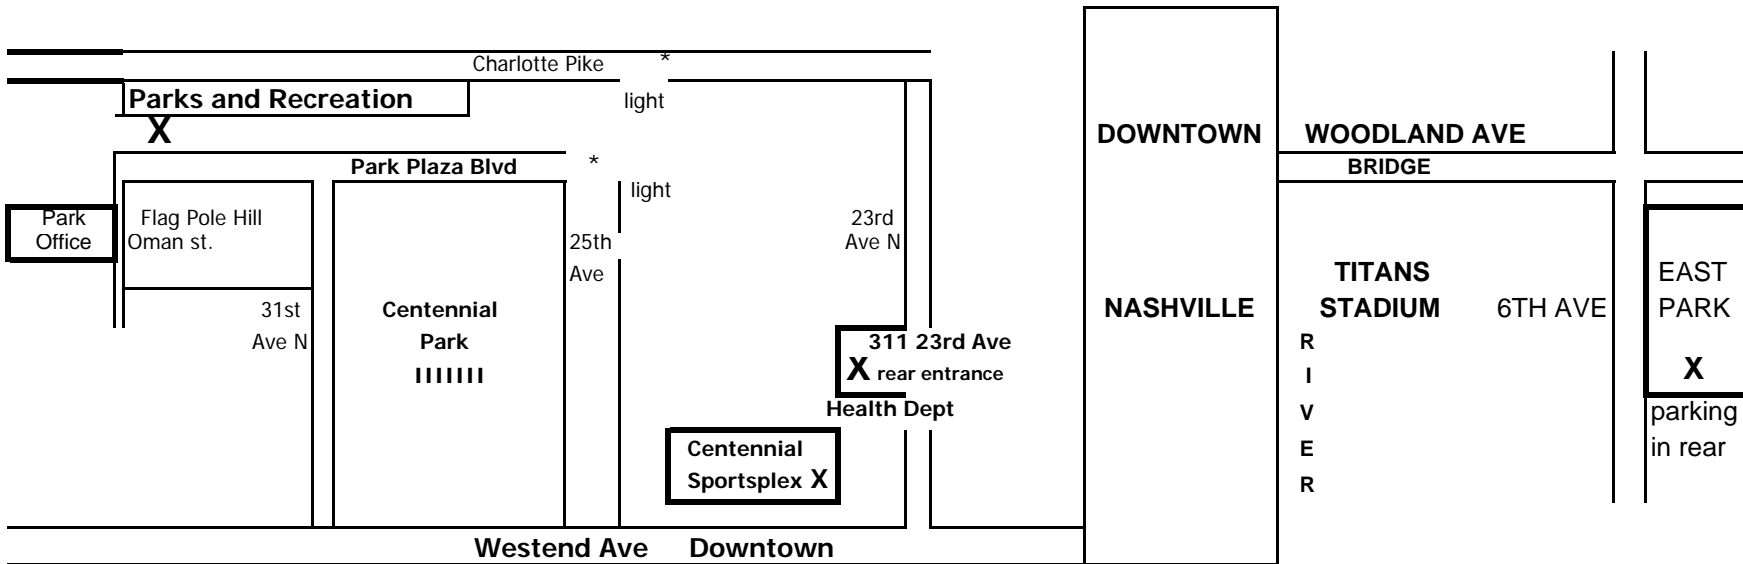 Charlotte Pike *
Parks and Recreation
light
X
DOWNTOWN
WOODLAND AVE
Park Plaza Blvd *
BRIDGE
light
Park
Office
Flag Pole Hill
Oman st.
25th
Ave
23rd
Ave N
31st
Ave N
Centennial
Park
IIIIIII
311 23rd Ave
X rear entrance
Health Dept
Centennial
Sportsplex X
NASHVILLE
TITANS
STADIUM
6TH AVE
EAST
PARK
X
parking
in rear
R
I
V
E
R
Westend Ave Downtown